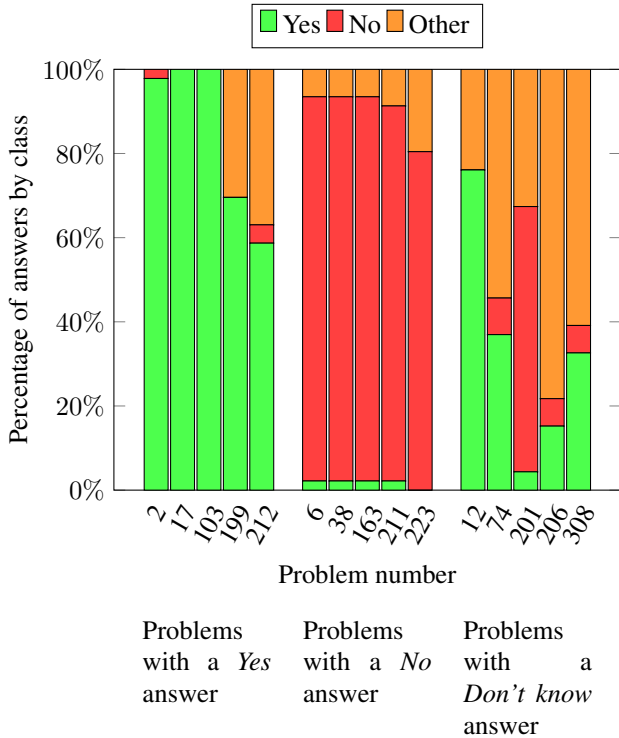 Yes No Other
Percentage of answers by class
100%
80%
60%
40%
20%
0%
2 17 103 199 212 6 38 163 211 223 12 74 201 206 308
Problem number
Problems with a Yes answer
Problems with a No answer
Problems with a Don't know answer